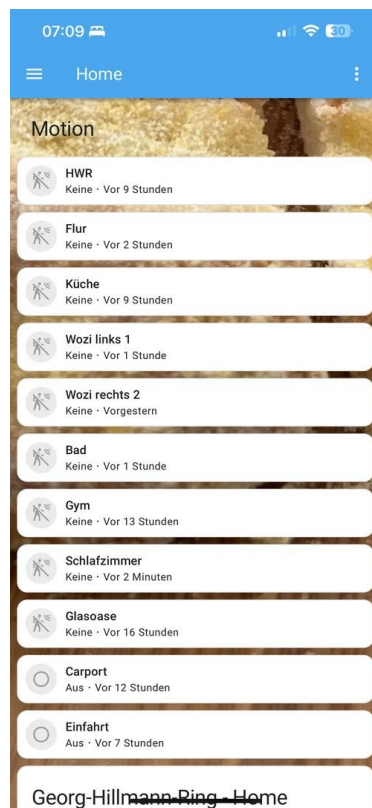 07:09
30
Home
Motion
HWR
Keine · Vor 9 Stunden
Flur
Keine · Vor 2 Stunden
Küche
Keine · Vor 9 Stunden
Wozi links 1
Keine · Vor 1 Stunde
Wozi rechts 2
Keine · Vorgestern
Bad
Keine · Vor 1 Stunde
Gym
Keine · Vor 13 Stunden
Schlafzimmer
Keine · Vor 2 Minuten
Glasoase
Keine · Vor 16 Stunden
Carport
Aus · Vor 12 Stunden
Einfahrt
Aus · Vor 7 Stunden
Georg-Hillmann-Ring - Home